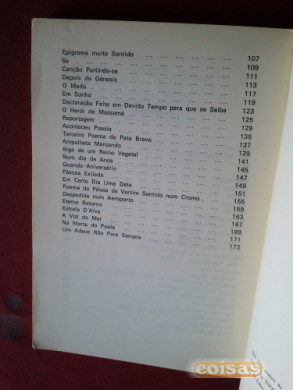 Epigrama muito Sentido ... 107
Se ... 109
Canção Partindo-se ... 111
Depois do Génesis ... 113
O Medo ... 117
Em Sonho ... 119
Declaração Feita em Devido Tempo para que se Saiba ... 123
O Herói de Massamá ... 125
Reportagem ... 129
Aconteceu Poesia ... 129
Terceiro Poema do Pato Bravo ... 135
Ampulheta Marcando ... 137
Algo de um Reino Vegetal ... 139
Num dia de Anos ... 141
Quando Aniversário ... 145
Páscoa Exilada ... 147
Em Certo Dia Uma Data ... 149
Poema da Póvoa de Varzim Sentido num Crome ... 151
Despedida num Aeroporto ... 155
Eterno Retorno ... 159
Estrela D'Alva ... 163
A Voz do Mar ... 167
Na Morte do Poeta ... 169
Um Adeus Não Para Sempre ... 171
173
coisas